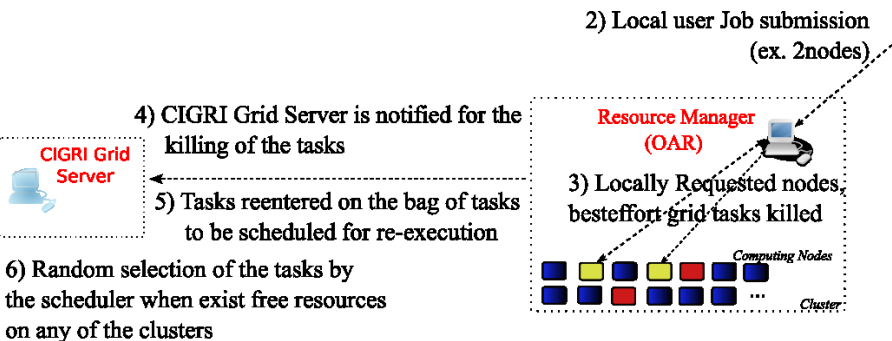 2) Local user Job submission
(ex. 2nodes)
4) CIGRI Grid Server is notified for the
killing of the tasks
Resource Manager
(OAR)
CIGRI Grid
Server
3) Locally Requested nodes,
besteffort grid tasks killed
5) Tasks reentered on the bag of tasks
to be scheduled for re-execution
Computing Nodes
6) Random selection of the tasks by
the scheduler when exist free resources
on any of the clusters
...
Cluster